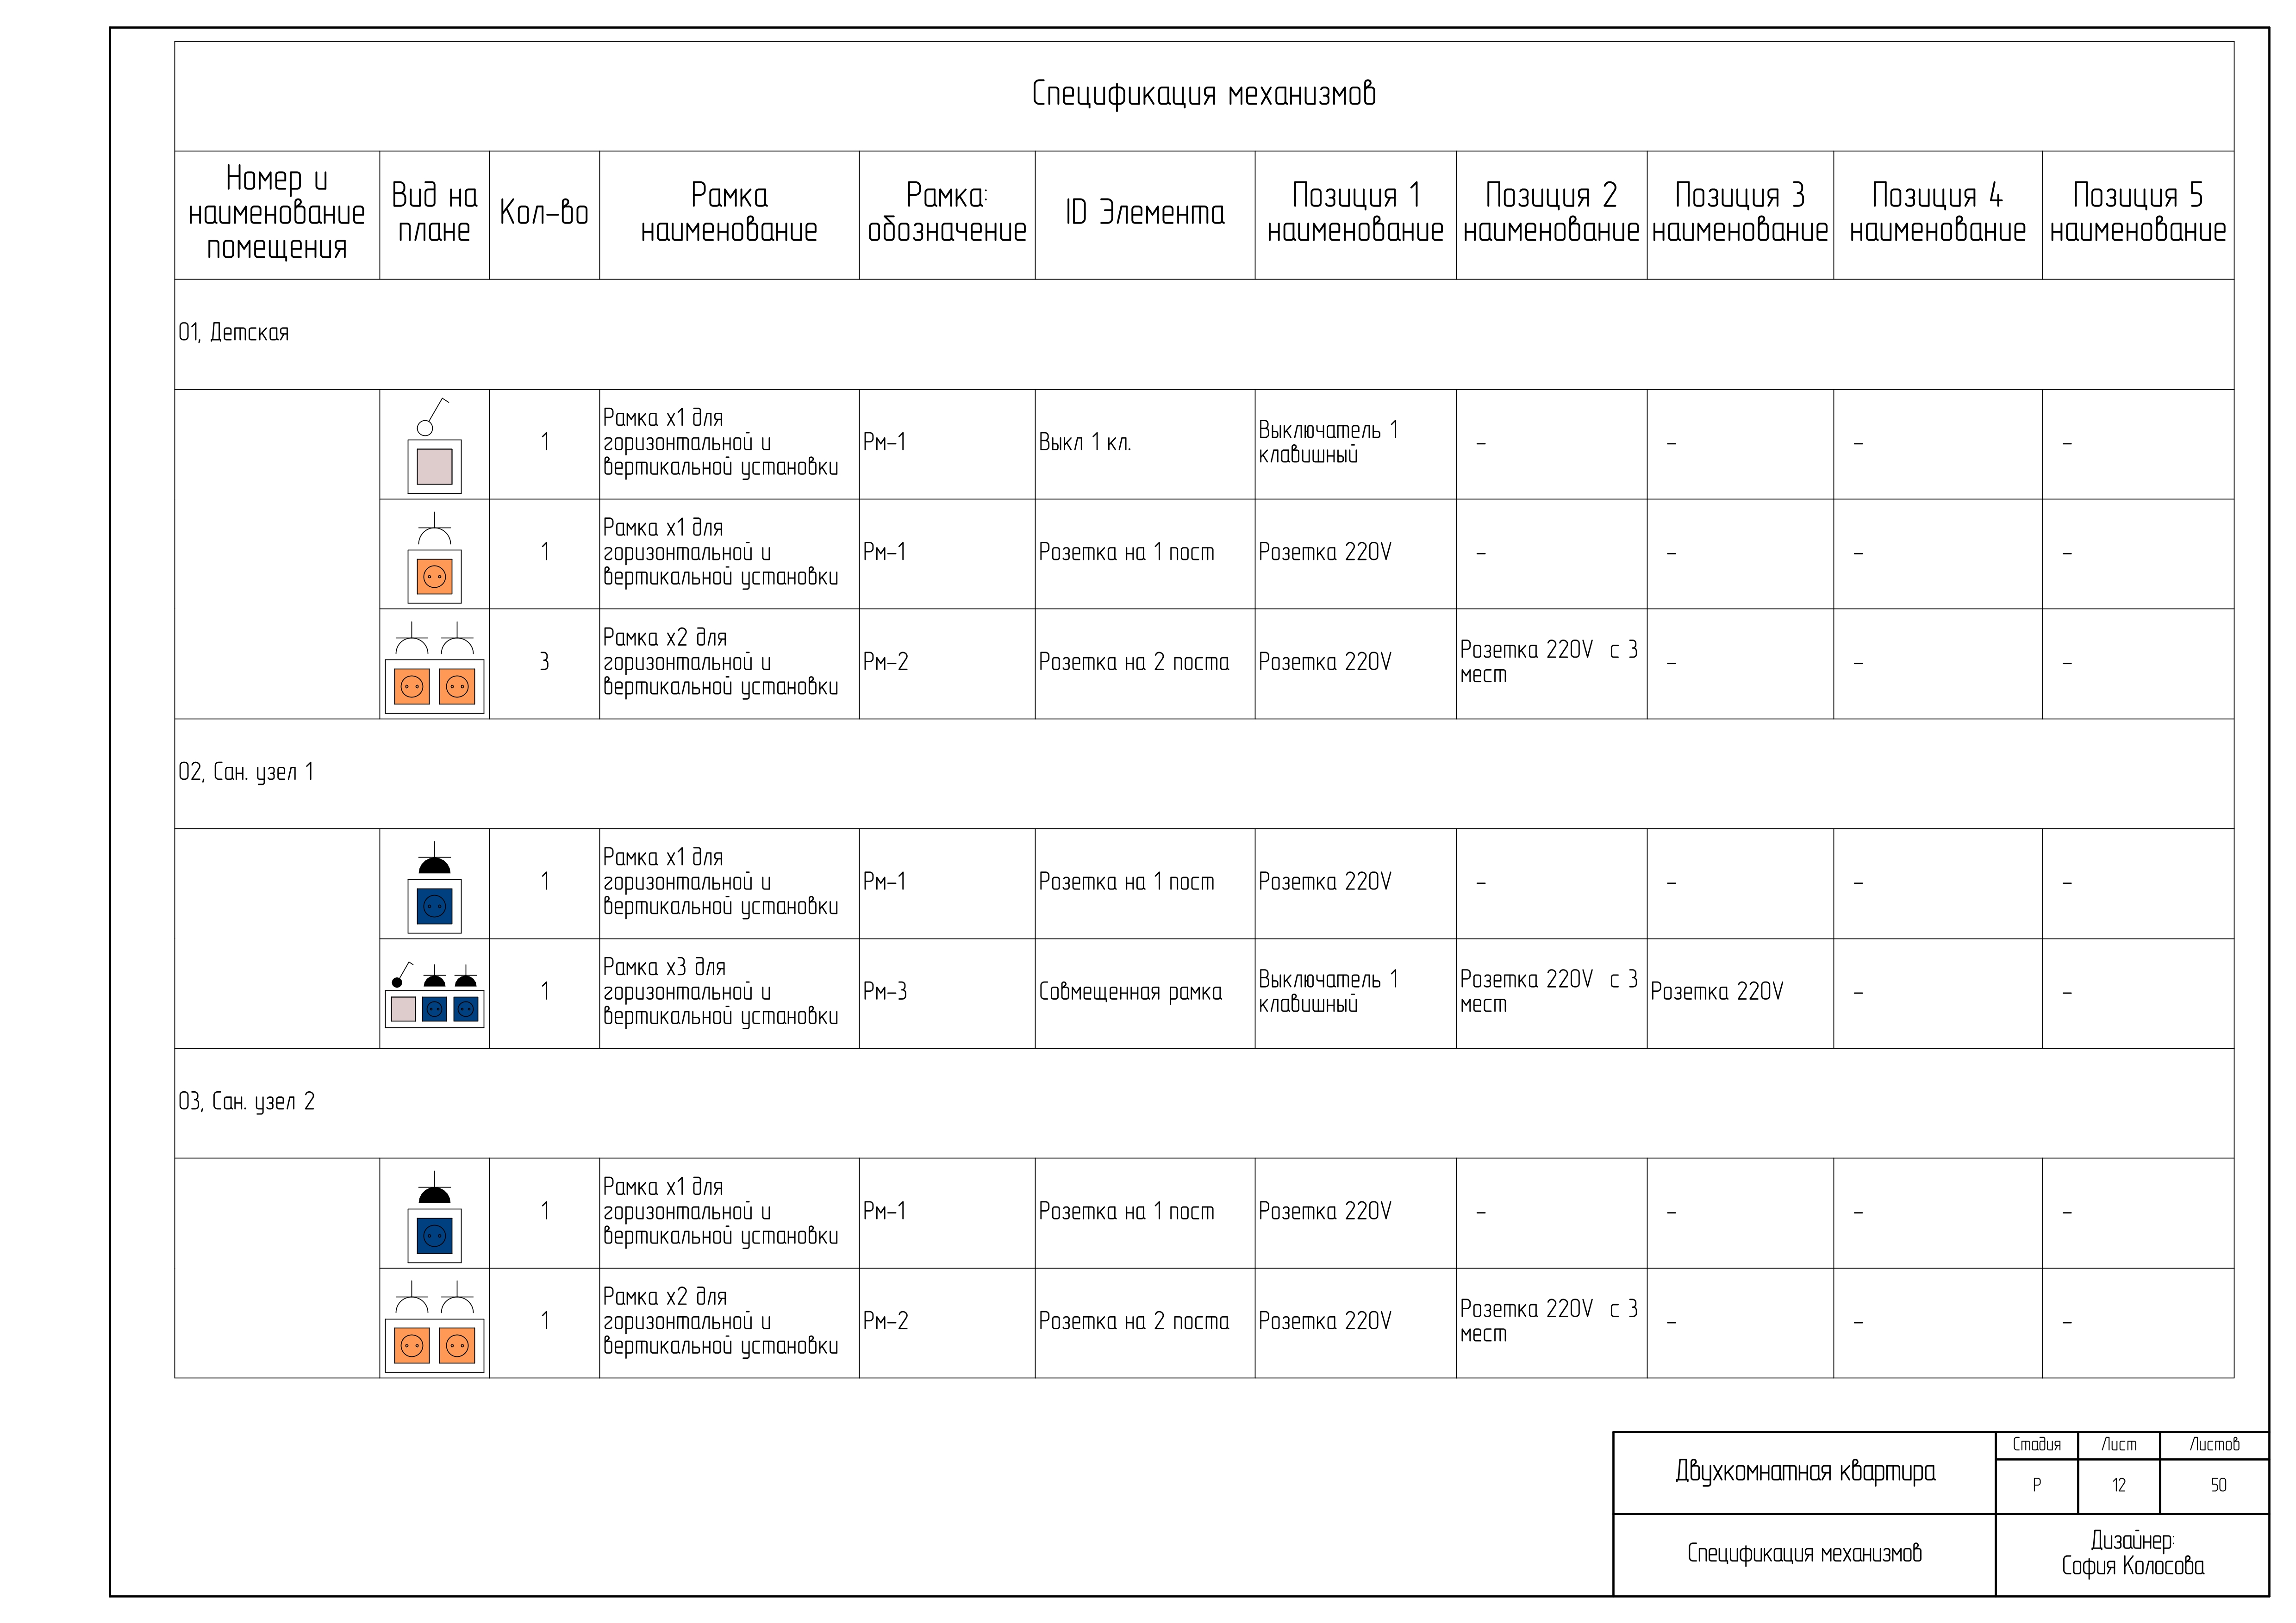 Спецификация механизмов
Номер и
наименование
помещения
Вид на
плане
Кол-во
Рамка
наименование
Рамка:
обозначение
ID Элемента
Позиция 1
наименование
Позиция 2
наименование
Позиция 3
наименование
Позиция 4
наименование
Позиция 5
наименование
01, Детская
1
Рамка x1 для
горизонтальной и
вертикальной установки
Рм-1
Выкл 1 кл.
Выключатель 1
клавишный
-
-
-
-
1
Рамка x1 для
горизонтальной и
вертикальной установки
Рм-1
Розетка на 1 пост
Розетка 220V
-
-
-
-
3
Рамка x2 для
горизонтальной и
вертикальной установки
Рм-2
Розетка на 2 поста
Розетка 220V
Розетка 220V с 3
мест
-
-
-
02, Сан. узел 1
1
Рамка x1 для
горизонтальной и
вертикальной установки
Рм-1
Розетка на 1 пост
Розетка 220V
-
-
-
-
1
Рамка x3 для
горизонтальной и
вертикальной установки
Рм-3
Совмещенная рамка
Выключатель 1
клавишный
Розетка 220V с 3
мест
Розетка 220V
-
-
03, Сан. узел 2
1
Рамка x1 для
горизонтальной и
вертикальной установки
Рм-1
Розетка на 1 пост
Розетка 220V
-
-
-
-
1
Рамка x2 для
горизонтальной и
вертикальной установки
Рм-2
Розетка на 2 поста
Розетка 220V
Розетка 220V с 3
мест
-
-
-
Двухкомнатная квартира
Стадия
Лист
Листов
Р
12
50
Спецификация механизмов
Дизайнер:
София Колосова